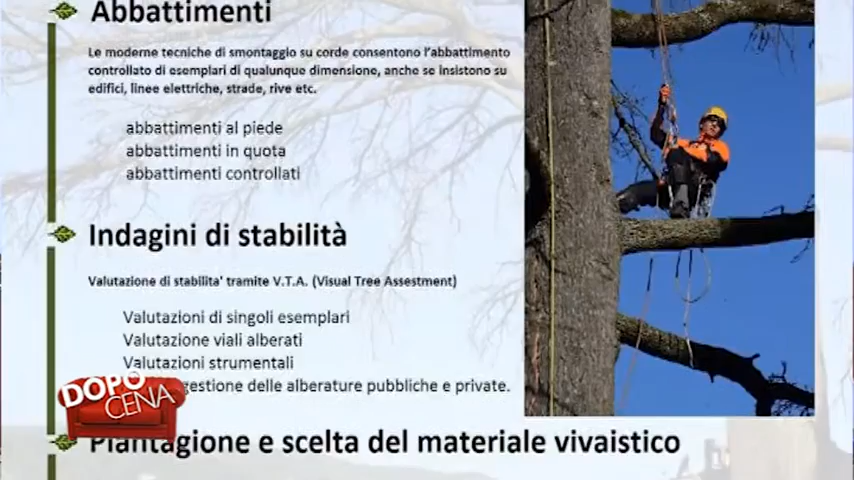 Abbattimenti
Le moderne tecniche di smontaggio su corde consentono l'abbattimento
controllato di esemplari di qualunque dimensione, anche se insistono su
edifici, linee elettriche, strade, rive etc.
abbattimenti al piede
abbattimenti in quota
abbattimenti controllati
Indagini di stabilità
Valutazione di stabilita' tramite V.T.A. (Visual Tree Assestment)
Valutazioni di singoli esemplari
Valutazione viali alberati
Valutazioni strumentali
gestione delle alberature pubbliche e private.
DOPO
CENA
Piantagione e scelta del materiale vivaistico